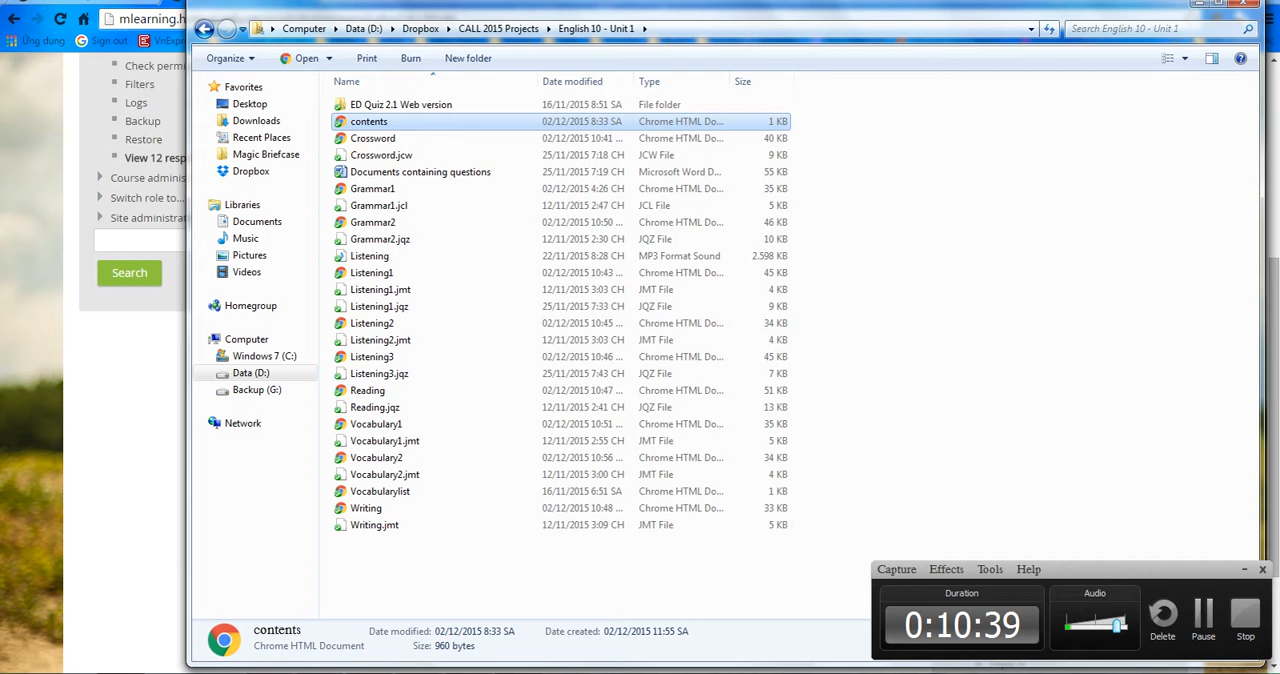 mlearning.h
Ứng dụng Sign out VnExpr
Computer Data (D:) Dropbox CALL 2015 Projects English 10 - Unit 1
Search English 10 - Unit 1
Organize Open Print Burn New folder
Check permi
Filters
Logs
Backup
Restore
View 12 resp
Course adminis
Switch role to...
Site administrat
Search
Favorites
Desktop
Downloads
Recent Places
Magic Briefcase
Dropbox
Libraries
Documents
Music
Pictures
Videos
Homegroup
Computer
Windows 7 (C:)
Data (D:)
Backup (G:)
Network
Name Date modified Type Size
ED Quiz 2.1 Web version 16/11/2015 8:51 SA File folder
contents 02/12/2015 8:33 SA Chrome HTML Do... 1 KB
Crossword 02/12/2015 10:41 ... Chrome HTML Do... 40 KB
Crossword.jcw 25/11/2015 7:18 CH JCW File 9 KB
Documents containing questions 25/11/2015 7:19 CH Microsoft Word D... 55 KB
Grammar1 02/12/2015 4:26 CH Chrome HTML Do... 35 KB
Grammar1.jcl 12/11/2015 2:47 CH JCL File 5 KB
Grammar2 02/12/2015 10:50 ... Chrome HTML Do... 46 KB
Grammar2.jqz 12/11/2015 2:30 CH JQZ File 10 KB
Listening 22/11/2015 8:28 CH MP3 Format Sound 2.598 KB
Listening1 02/12/2015 10:43 ... Chrome HTML Do... 45 KB
Listening1.jmt 12/11/2015 3:03 CH JMT File 4 KB
Listening1.jqz 25/11/2015 7:33 CH JQZ File 9 KB
Listening2 02/12/2015 10:45 ... Chrome HTML Do... 34 KB
Listening2.jmt 12/11/2015 3:03 CH JMT File 4 KB
Listening3 02/12/2015 10:46 ... Chrome HTML Do... 45 KB
Listening3.jqz 25/11/2015 7:43 CH JQZ File 7 KB
Reading 02/12/2015 10:47 ... Chrome HTML Do... 51 KB
Reading.jqz 12/11/2015 2:41 CH JQZ File 13 KB
Vocabulary1 02/12/2015 10:51 ... Chrome HTML Do... 35 KB
Vocabulary1.jmt 12/11/2015 2:55 CH JMT File 5 KB
Vocabulary2 02/12/2015 10:56 ... Chrome HTML Do... 34 KB
Vocabulary2.jmt 12/11/2015 3:00 CH JMT File 4 KB
Vocabularylist 16/11/2015 6:51 SA Chrome HTML Do... 1 KB
Writing 02/12/2015 10:48 ... Chrome HTML Do... 33 KB
Writing.jmt 12/11/2015 3:09 CH JMT File 5 KB
contents Date modified: 02/12/2015 8:33 SA Date created: 02/12/2015 11:55 SA
Chrome HTML Document Size: 960 bytes
Capture Effects Tools Help
Duration Audio
0:10:39
Delete Pause Stop